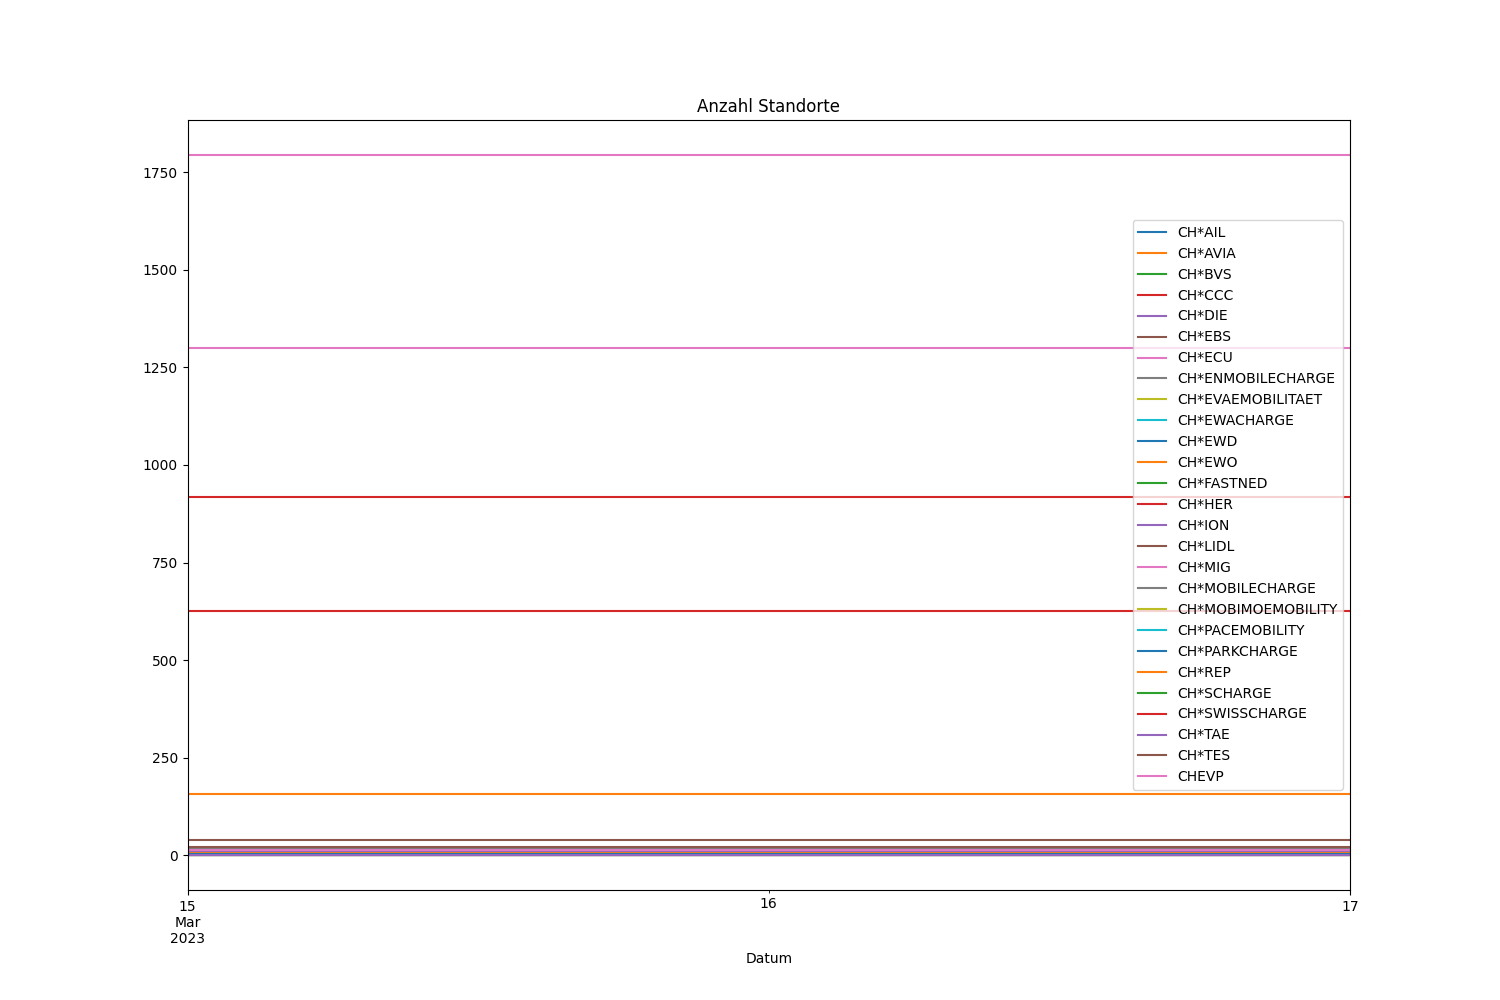 Anzahl Standorte
1750
1500
1250
1000
750
500
250
0
CH*AIL
CH*AVIA
CH*BVS
CH*CCC
CH*DIE
CH*EBS
CH*ECU
CH*ENMOBILECHARGE
CH*EVAEMOBILITAET
CH*EWACHARGE
CH*EWD
CH*EWO
CH*FASTNED
CH*HER
CH*ION
CH*LIDL
CH*MIG
CH*MOBILECHARGE
CH*MOBIMOEMOBILITY
CH*PACEMOBILITY
CH*PARKCHARGE
CH*REP
CH*SCHARGE
CH*SWISSCHARGE
CH*TAE
CH*TES
CHEVP
15 16 17
Mar
2023
Datum